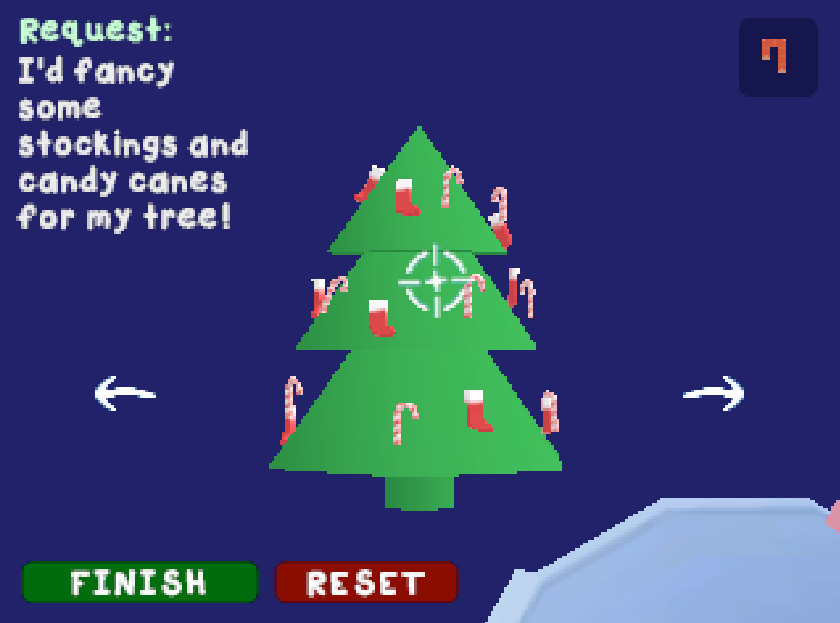 Request:
I'd fancy
some
stockings and
candy canes
for my tree!
FINISH
RESET